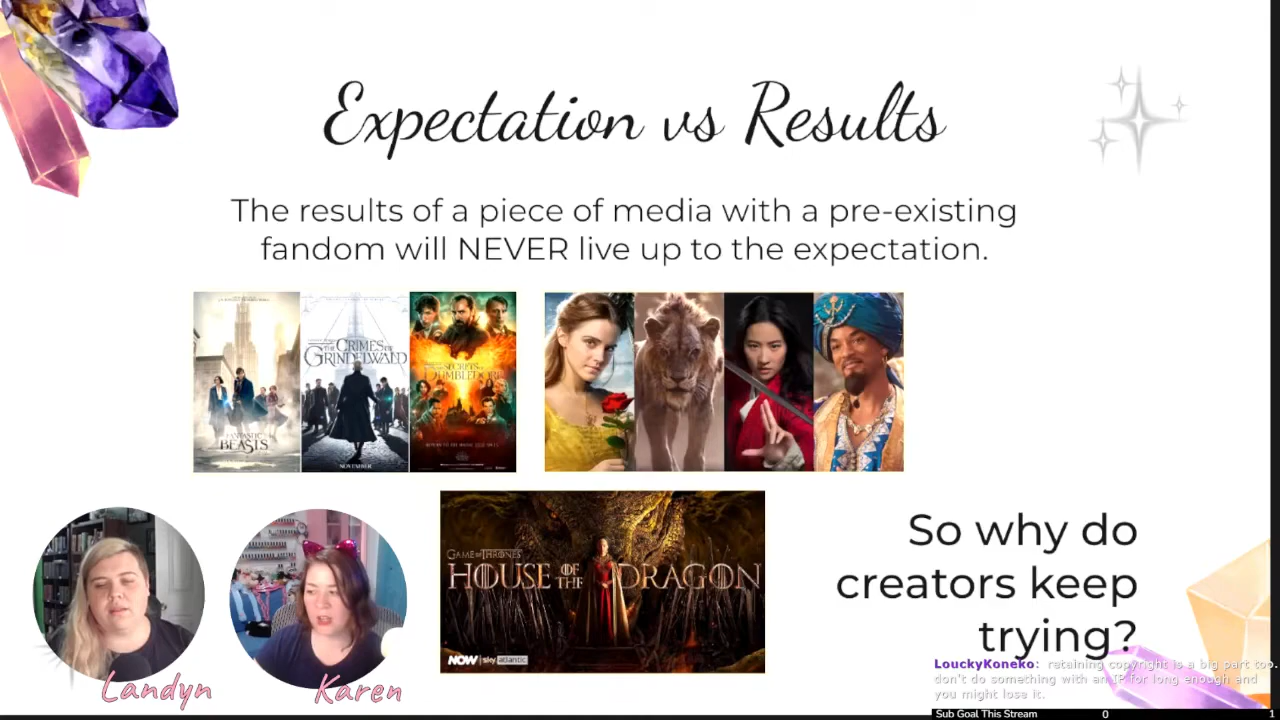 Expectation vs Results
The results of a piece of media with a pre-existing
fandom will NEVER live up to the expectation.
FANTASTIC
BEASTS
THE CRIMES OF
GRINDELWALD
NOVEMBER
THE SECRETS OF
DUMBLEDORE
GAME OF THRONES
HOUSE OF THE DRAGON
NOW sky atlantic
So why do
creators keep
trying?
Landyn
Karen
LouckyKoneko: retaining copyright is a big part too.
don't do something with an IP for long enough and
you might lose it.
Sub Goal This Stream 0 1